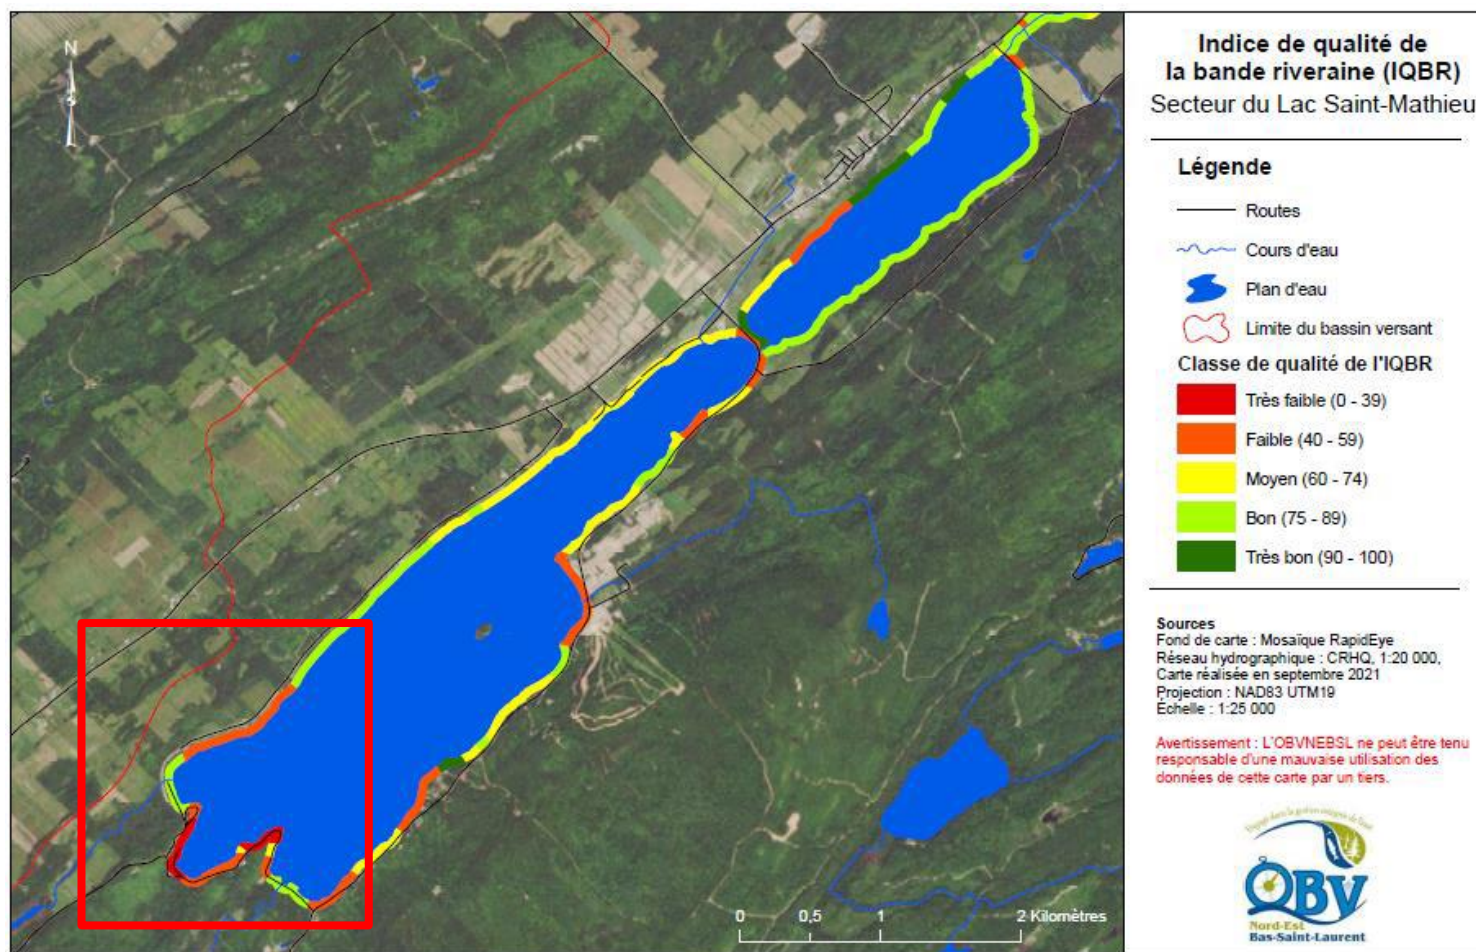 N
Indice de qualité de
la bande riveraine (IQBR)
Secteur du Lac Saint-Mathieu
Légende
Routes
Cours d'eau
Plan d'eau
Limite du bassin versant
Classe de qualité de l'IQBR
Très faible (0 - 39)
Faible (40 - 59)
Moyen (60 - 74)
Bon (75 - 89)
Très bon (90 - 100)
Sources
Fond de carte : Mosaïque RapidEye
Réseau hydrographique : CRHQ, 1:20 000,
Carte réalisée en septembre 2021
Projection : NAD83 UTM19
Échelle : 1:25 000
Avertissement : L'OBVNEBSL ne peut être tenu
responsable d'une mauvaise utilisation des
données de cette carte par un tiers.
OBV
Nord-Est
Bas-Saint-Laurent
0 0,5 1 2 Kilomètres